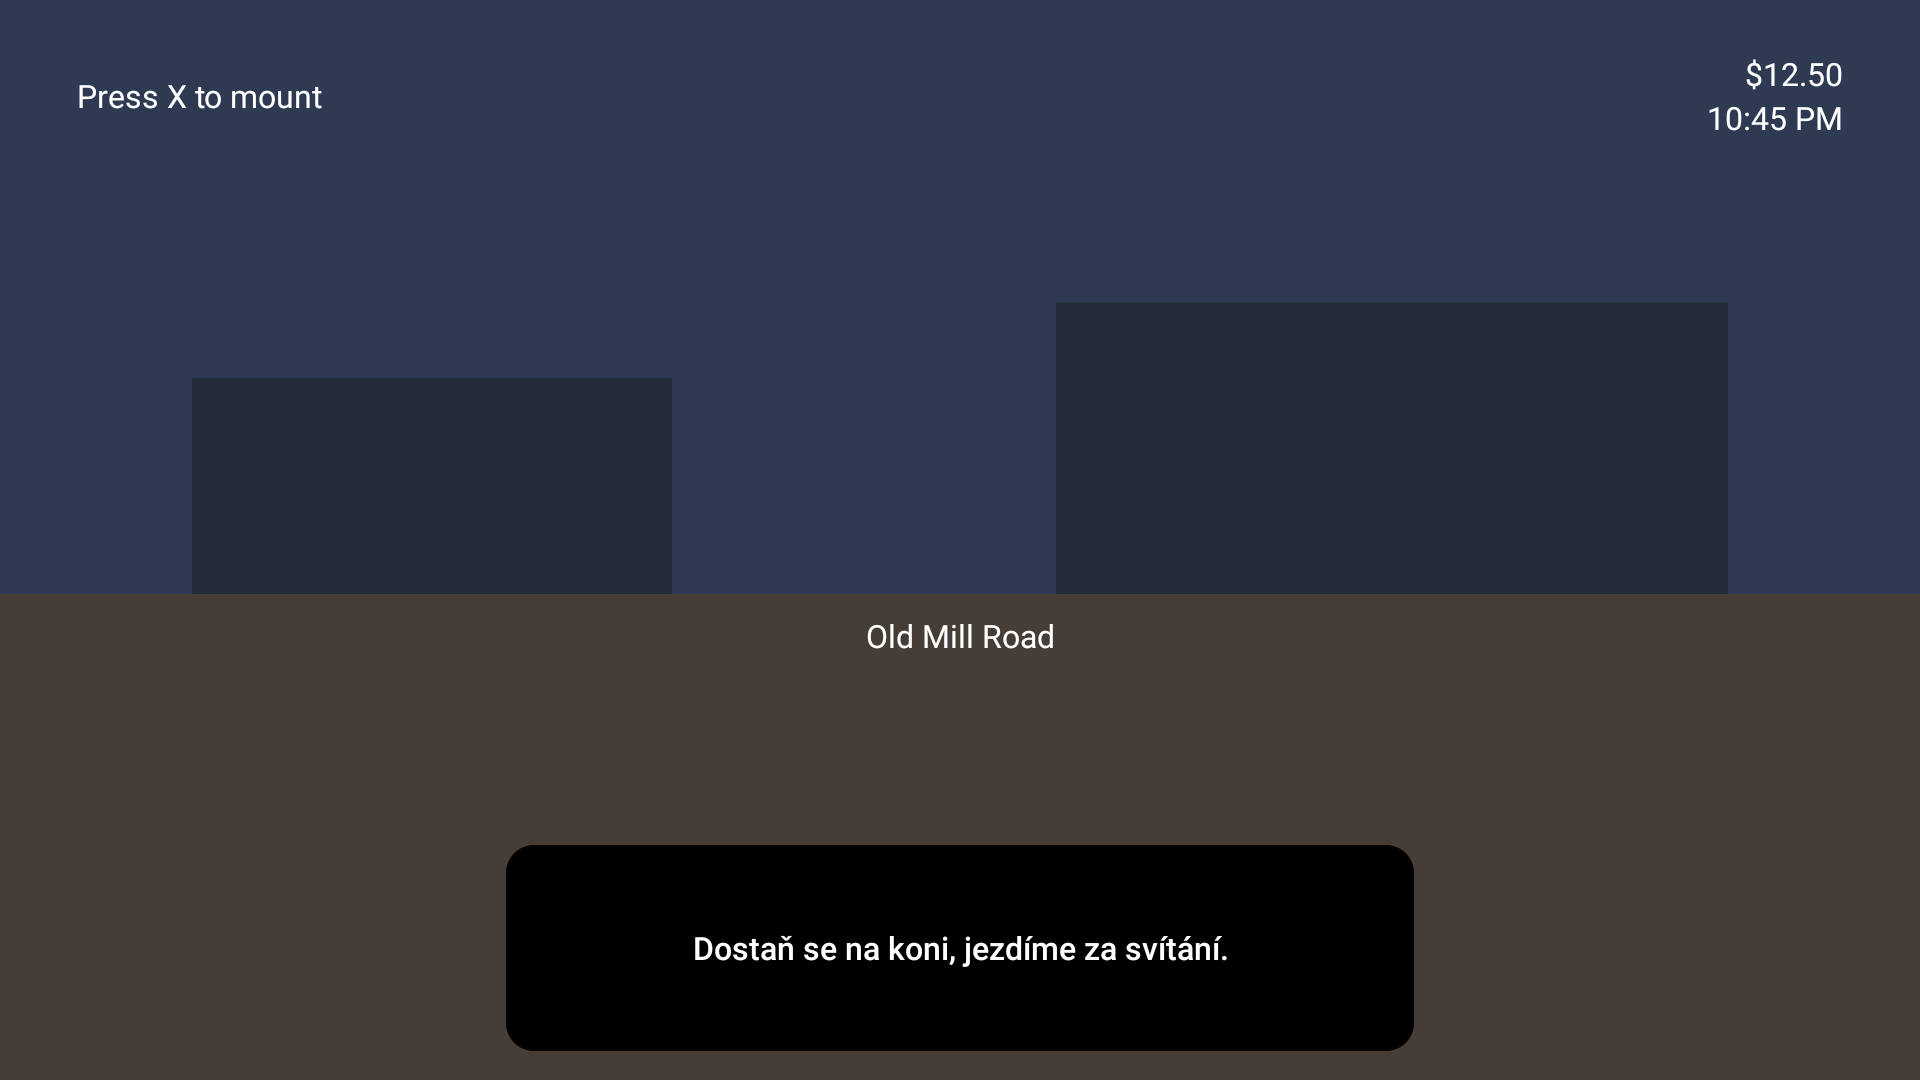 Press X to mount
$12.50
10:45 PM
Old Mill Road
Dostaň se na koni, jezdíme za svítání.